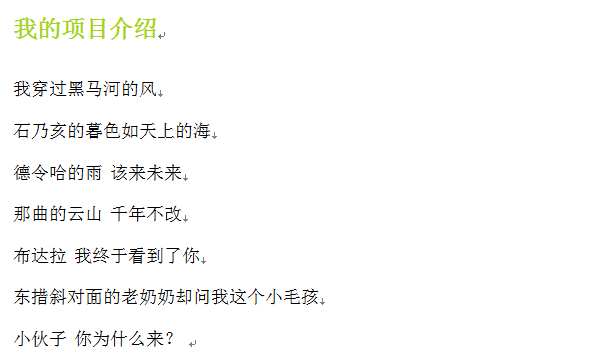 我的项目介绍
我穿过黑马河的风
石乃亥的暮色如天上的海
德令哈的雨 该来未来
那曲的云山 千年不改
布达拉 我终于看到了你
东措斜对面的老奶奶却问我这个小毛孩
小伙子 你为什么来？